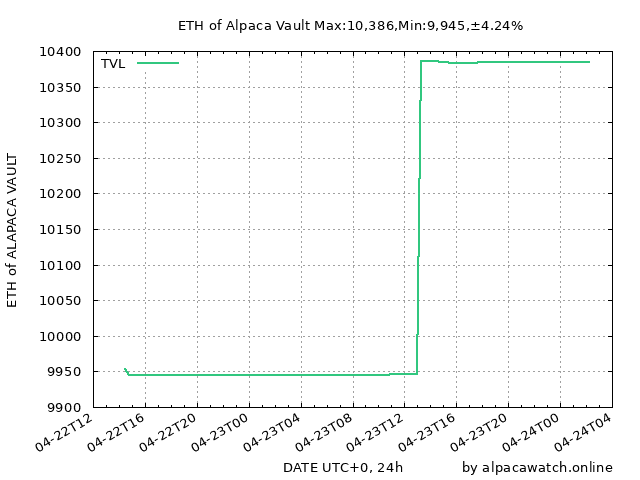 ETH of Alpaca Vault Max:10,386,Min:9,945,±4.24%
TVL
ETH of ALAPACA VAULT
10400
10350
10300
10250
10200
10150
10100
10050
10000
9950
9900
04-22T12
04-22T16
04-22T20
04-23T00
04-23T04
04-23T08
04-23T12
04-23T16
04-23T20
04-24T00
04-24T04
DATE UTC+0, 24h
by alpacawatch.online